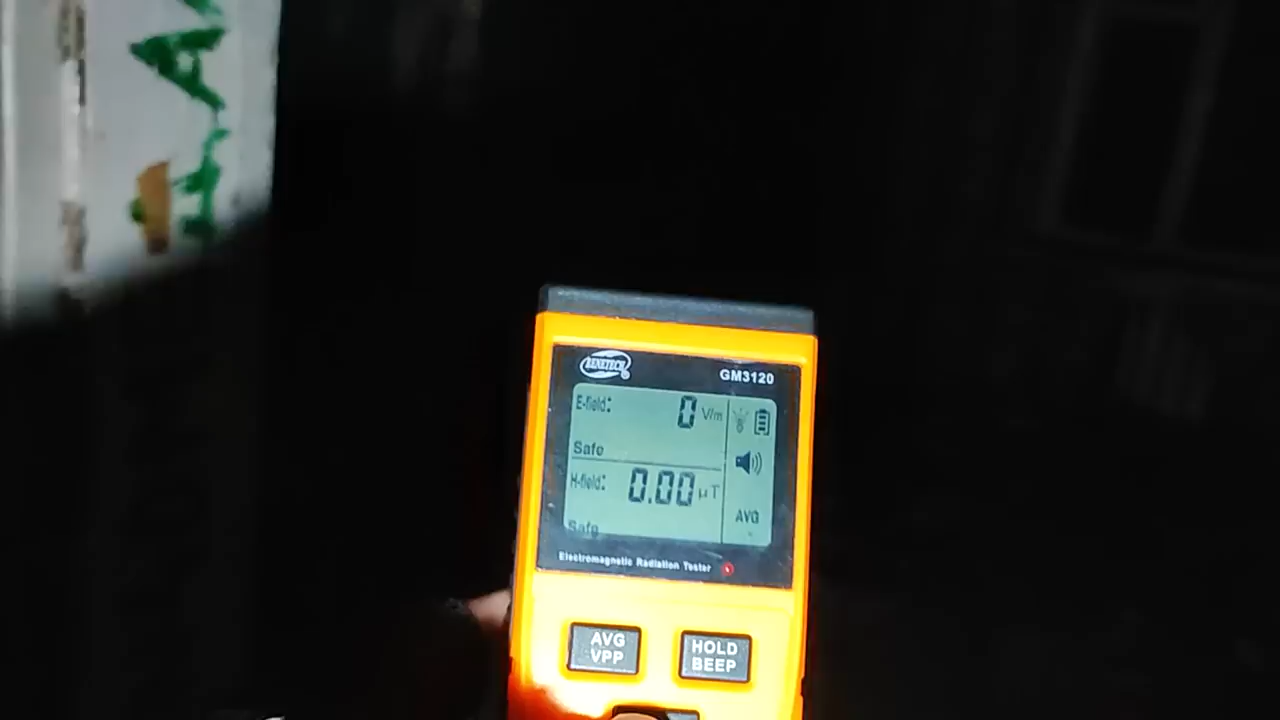 BENETECH
GM3120
E-field: 0 V/m
Safe
H-field: 0.00 µT
Safe
AVG
Electromagnetic Radiation Tester
AVG
VPP
HOLD
BEEP